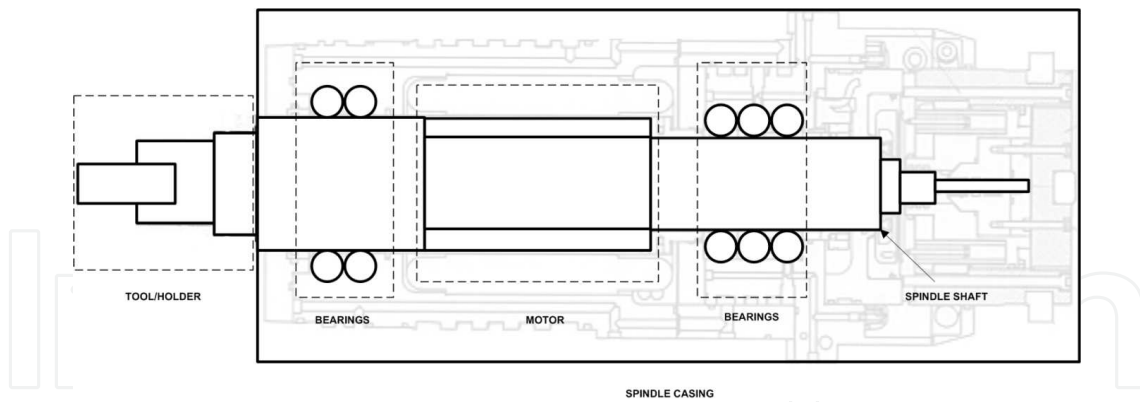 TOOL/HOLDER
BEARINGS
MOTOR
BEARINGS
SPINDLE SHAFT
SPINDLE CASING